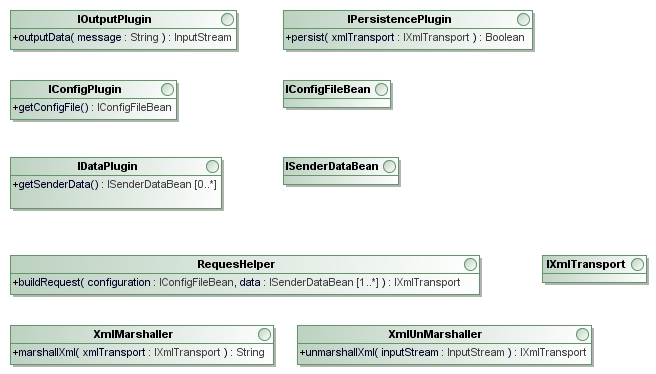 IOutputPlugin
+outputData( message : String ) : InputStream
IPersistencePlugin
+persist( xmlTransport : IXmlTransport ) : Boolean
IConfigPlugin
+getConfigFile() : IConfigFileBean
IConfigFileBean
IDataPlugin
+getSenderData() : ISenderDataBean [0..*]
ISenderDataBean
RequesHelper
+buildRequest( configuration : IConfigFileBean, data : ISenderDataBean [1..*] ) : IXmlTransport
IXmlTransport
XmlMarshaller
+marshallXml( xmlTransport : IXmlTransport ) : String
XmlUnMarshaller
+unmarshallXml( inputStream : InputStream ) : IXmlTransport